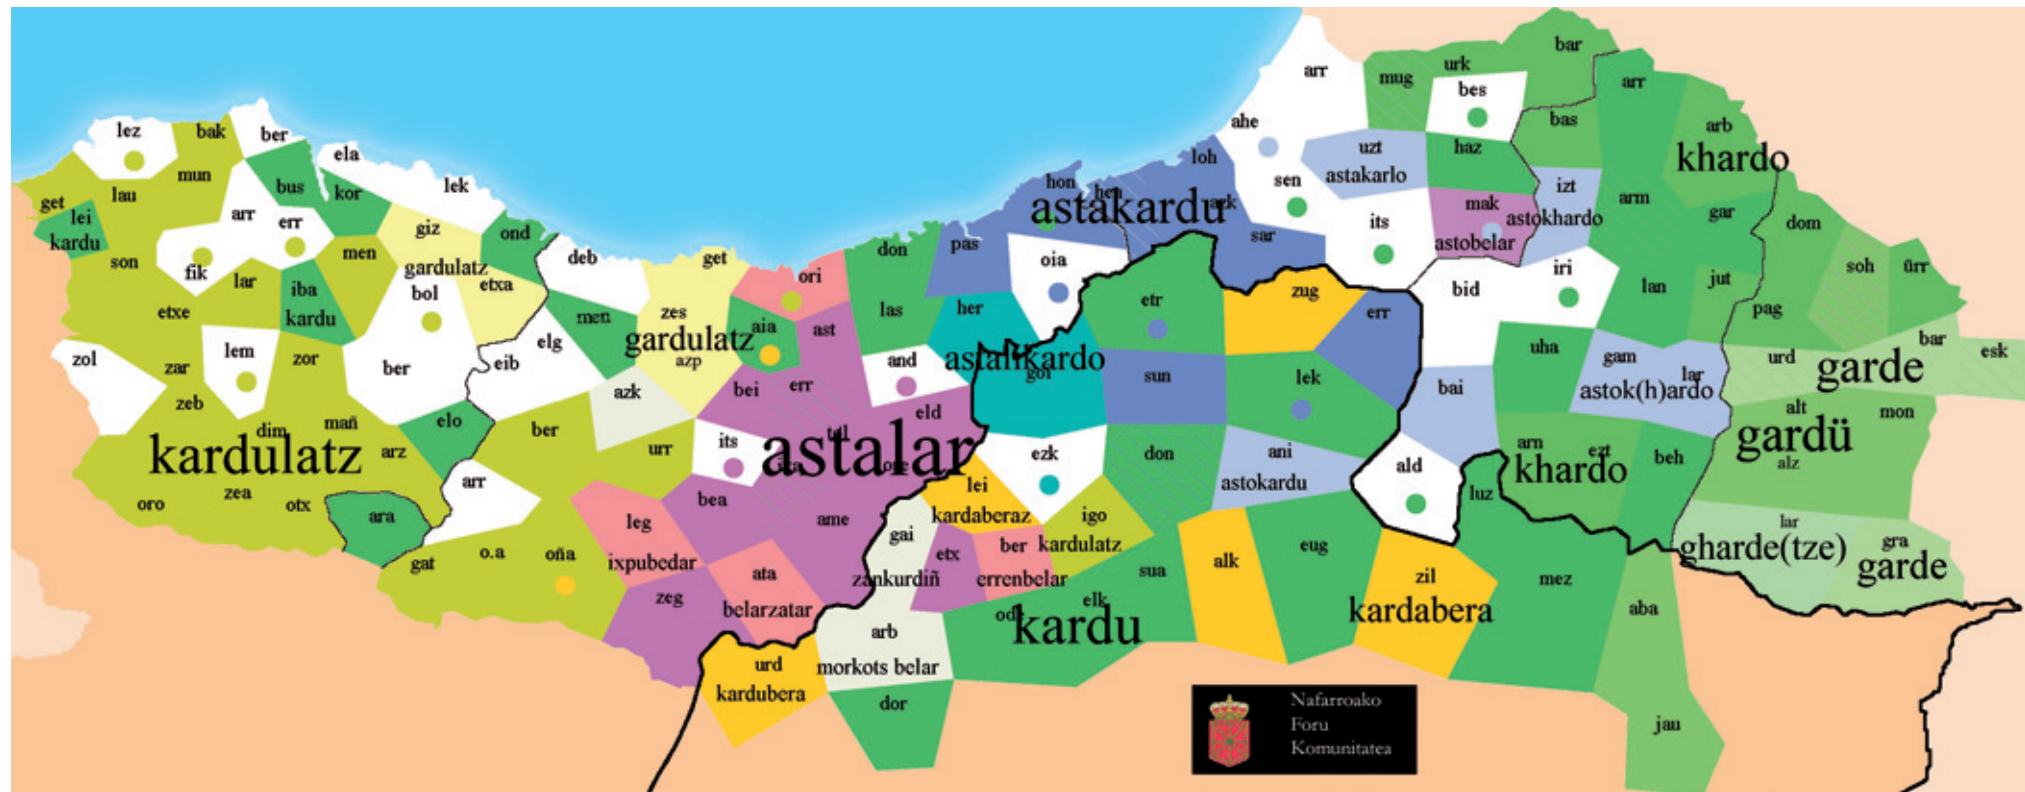 bar
arr
mug
urk
bes
arr
lez
bak
ber
ahe
bas
arb
khardo
ela
loh
uzt
astakarlo
haz
izt
astokhardo
mun
lau
get
lei
kardu
bus
kor
lek
hon
astakardu
sen
mak
astobelar
its
arm
gar
dom
arr
err
giz
ond
pas
sar
son
fik
lar
men
gardulatz
etxa
bol
deb
get
don
oia
iri
bid
lan
jut
soh
ürr
etxe
iba
kardu
ori
her
etr
zug
err
pag
zes
gardulatz
azp
men
aia
ast
las
zol
zar
lem
zor
ber
eib
elg
and
goi
sun
lek
uha
gam
lar
astok(h)ardo
urd
garde
bar
esk
bai
zeb
azk
bei
err
eld
alt
mon
dim
mañ
elo
ber
urr
its
astalar
ezk
don
ani
astokardu
ald
arn
ezt
khardo
beh
gardü
alz
kardulatz
arz
oro
zea
otx
arr
ara
bea
ame
lei
kardaberaz
luz
leg
ixpubedar
gai
igo
kardulatz
lar
gharde(tze)
gra
garde
gat
o.a
oña
ata
belarzatar
etx
zankurdiñ
ber
errenbelar
sua
alk
eug
zil
kardabera
mez
zeg
arb
morkots belar
elk
kardu
aba
urd
kardubera
dor
jau
Nafarroako
Foru
Komunitatea